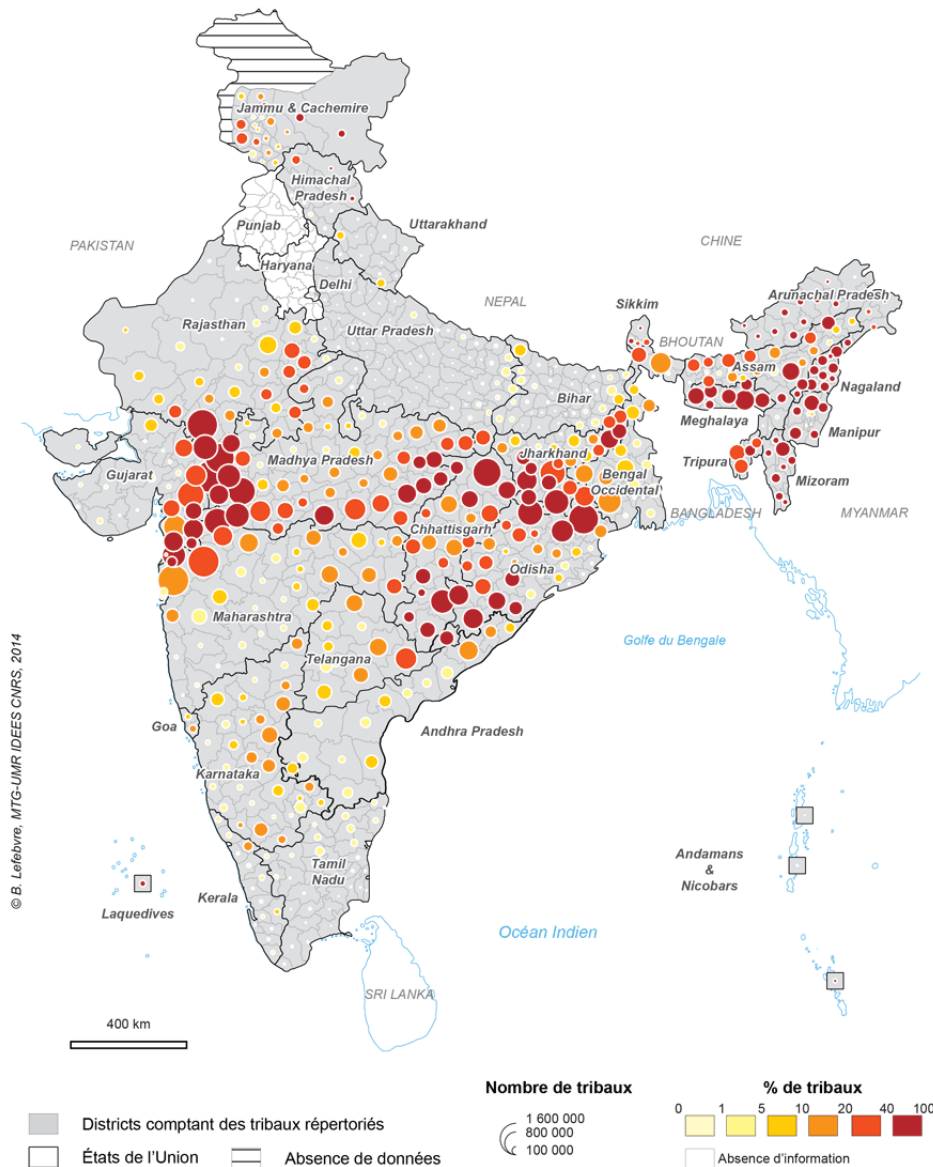 Jammu & Cachemire
Himachal
Pradesh
Punjab
Uttarakhand
PAKISTAN
CHINE
Haryana
Delhi
NEPAL
Sikkim
Arunachal Pradesh
Rajasthan
Uttar Pradesh
BHOUTAN
Assam
Nagaland
Bihar
Meghalaya
Manipur
Jharkhand
Madhya Pradesh
Tripura
Gujarat
Bengal
Occidental
Mizoram
BANGLADESH
MYANMAR
Chhattisgarh
Odisha
Maharashtra
Golfe du Bengale
Telangana
Goa
Andhra Pradesh
Karnataka
© B. Lefebvre, MTG-UMR IDEES CNRS, 2014
Tamil
Nadu
Andamans
&
Nicobars
Kerala
Laquedives
Océan Indien
SRI LANKA
400 km
Nombre de tribaux
% de tribaux
1 600 000
800 000
100 000
0 1 5 10 20 40 100
Districts comptant des tribaux répertoriés
États de l'Union
Absence de données
Absence d'information